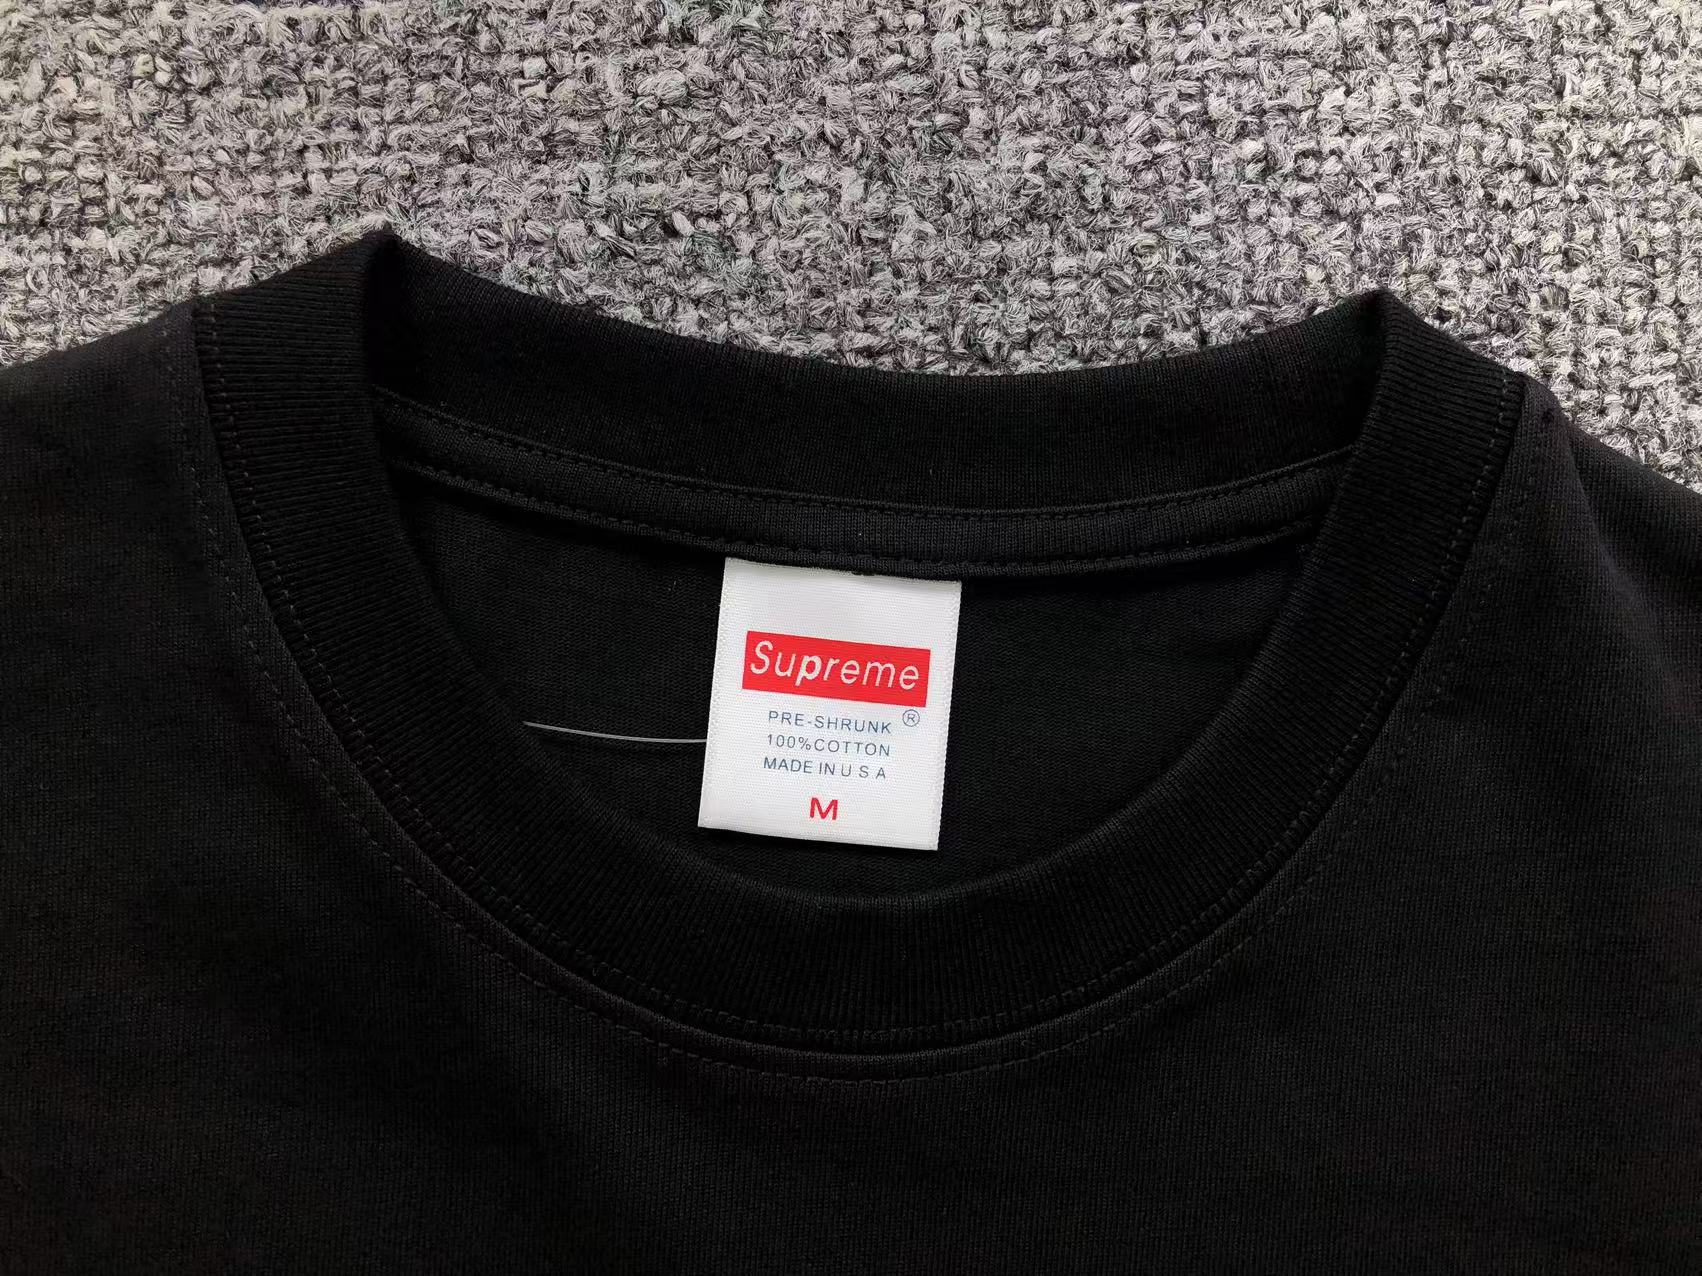 Supreme
®
PRE-SHRUNK
100%COTTON
MADE IN U S A
M